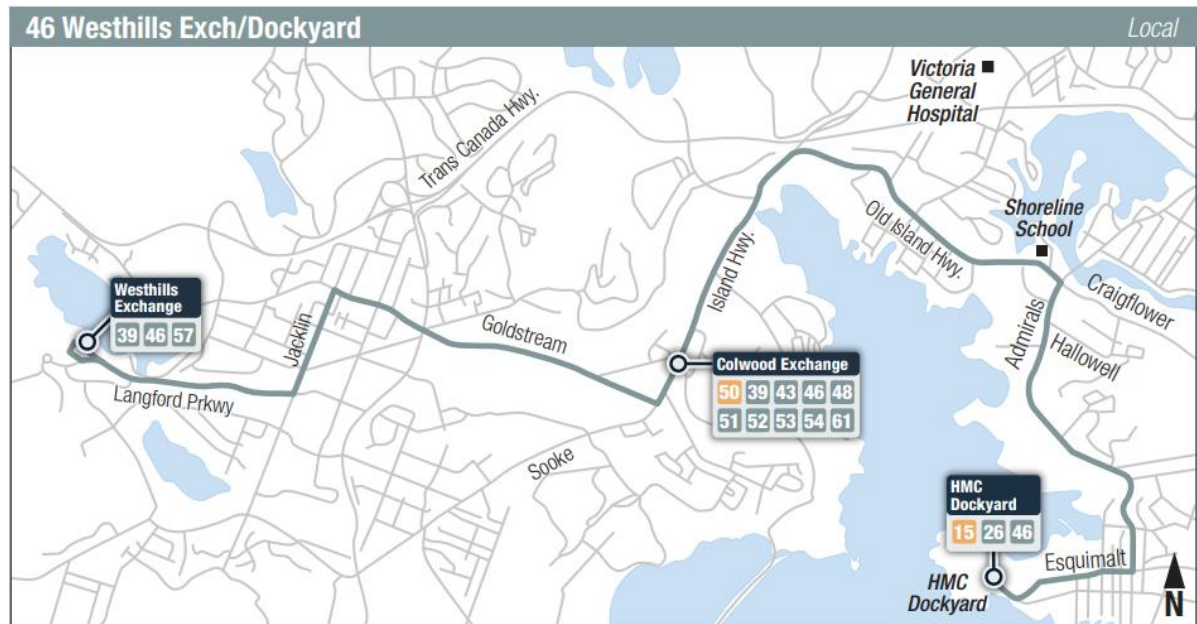 46 Westhills Exch/Dockyard
Local
Victoria
General
Hospital
Trans Canada Hwy.
Shoreline
School
Old Island Hwy.
Island Hwy.
Craigflower
Westhills
Exchange
39 46 57
Jacklin
Goldstream
Admirals
Hallowell
Langford Prkwy
Colwood Exchange
50 39 43 46 48
51 52 53 54 61
Sooke
HMC
Dockyard
15 26 46
Esquimalt
HMC
Dockyard
N